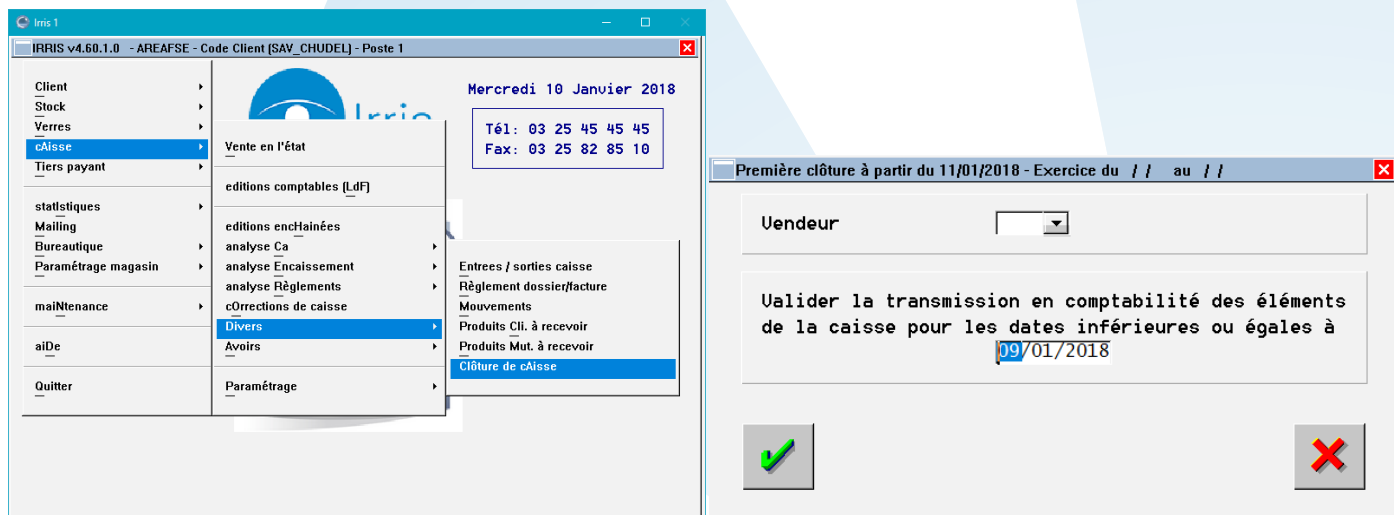 Irris 1
IRRIS v4.60.1.0 - AREAFSE - Code Client (SAV_CHUDEL) - Poste 1
Client
Stock
Verres
cAisse
Tiers payant
statIstiques
Mailing
Bureautique
Paramétrage magasin
maiNtenance
aiDe
Quitter
Irris
Mercredi 10 Janvier 2018
Tél: 03 25 45 45 45
Fax: 03 25 82 85 10
Vente en l'état
editions comptables (LdF)
editions encHainées
analyse Ca
analyse Encaissement
analyse Règlements
cOrrections de caisse
Divers
Avoirs
Paramétrage
Entrees / sorties caisse
Règlement dossier/facture
Mouvements
Produits Cli. à recevoir
Produits Mut. à recevoir
Clôture de cAisse
Première clôture à partir du 11/01/2018 - Exercice du / / au / /
Vendeur
Valider la transmission en comptabilité des éléments
de la caisse pour les dates inférieures ou égales à
09/01/2018